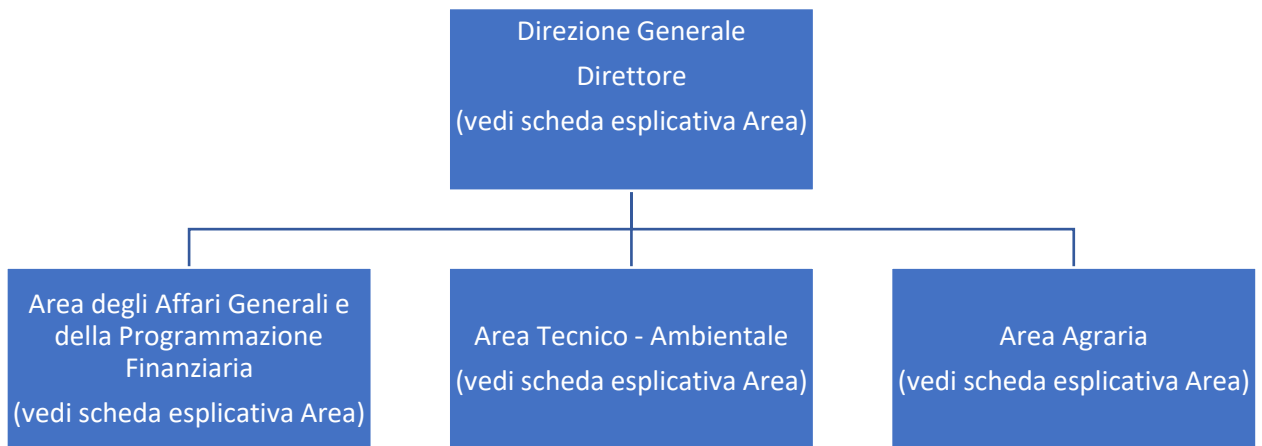 Direzione Generale
Direttore
(vedi scheda esplicativa Area)
Area degli Affari Generali e
della Programmazione
Finanziaria
(vedi scheda esplicativa Area)
Area Tecnico - Ambientale
(vedi scheda esplicativa Area)
Area Agraria
(vedi scheda esplicativa Area)